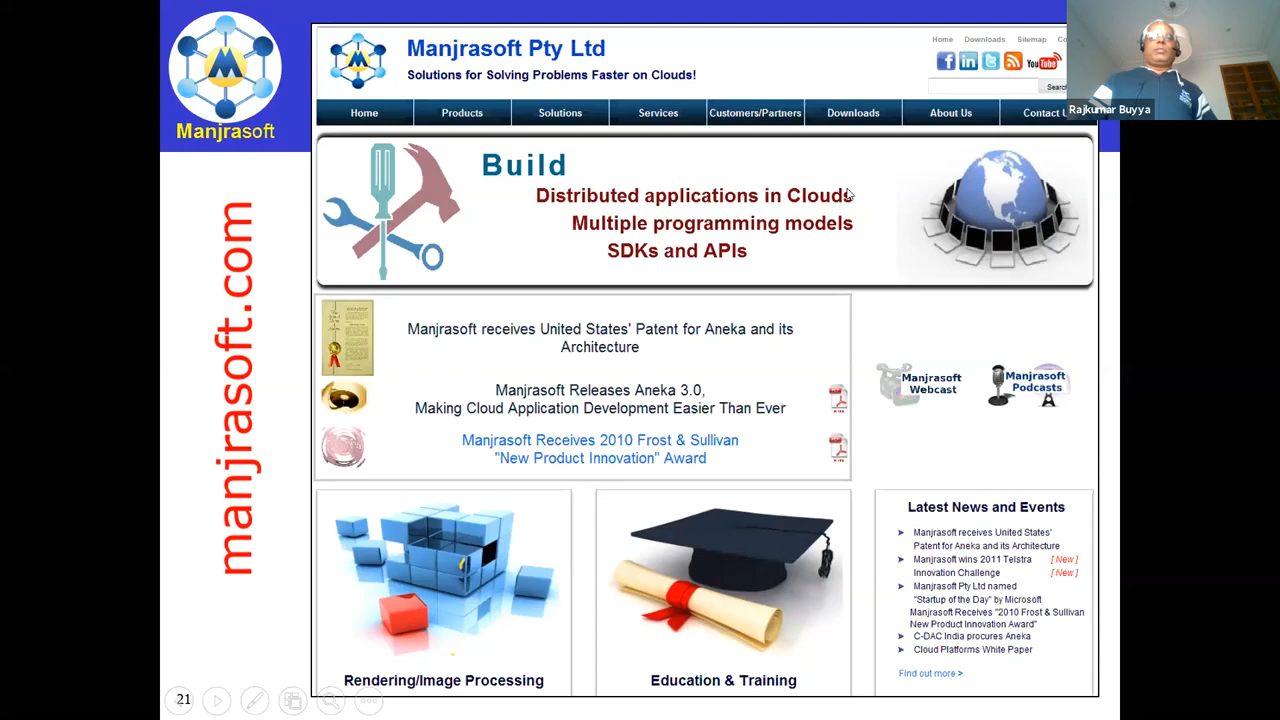 Manjrasoft
manjrasoft.com
Manjrasoft Pty Ltd
Solutions for Solving Problems Faster on Clouds!
Home Downloads Sitemap Co
You Tube
Search
Home Products Solutions Services Customers/Partners Downloads About Us Contact U
Rajkumar Buyya
Build
Distributed applications in Clouds
Multiple programming models
SDKs and APIs
Manjrasoft receives United States' Patent for Aneka and its
Architecture
Manjrasoft Releases Aneka 3.0,
Making Cloud Application Development Easier Than Ever
Manjrasoft Receives 2010 Frost & Sullivan
"New Product Innovation" Award
Manjrasoft
Webcast
Manjrasoft
Podcasts
Rendering/Image Processing
Education & Training
Latest News and Events
Manjrasoft receives United States'
Patent for Aneka and its Architecture
Manjrasoft wins 2011 Telstra [ New ]
Innovation Challenge [ New ]
Manjrasoft Pty Ltd named
"Startup of the Day" by Microsoft
Manjrasoft Receives "2010 Frost & Sullivan
New Product Innovation Award"
C-DAC India procures Aneka
Cloud Platforms White Paper
Find out more >
21